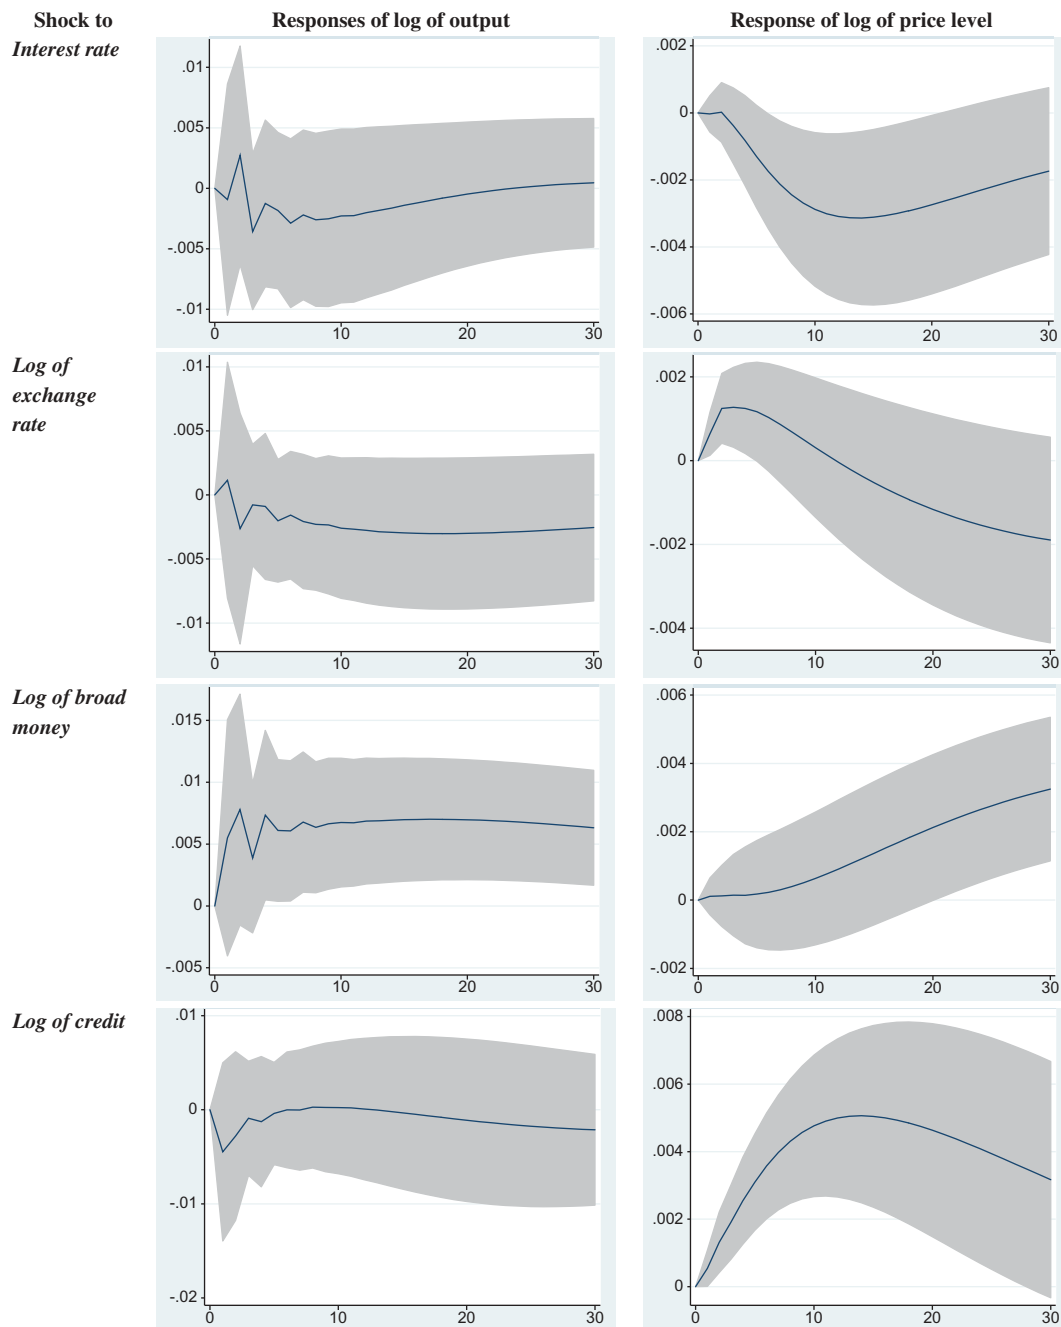 Shock to Responses of log of output Response of log of price level
Interest rate
.01
.005
0
-.005
-.01
0 10 20 30
.002
0
-.002
-.004
-.006
0 10 20 30
Log of
exchange
rate
.01
.005
0
-.005
-.01
0 10 20 30
.002
0
-.002
-.004
0 10 20 30
Log of broad
money
.015
.01
.005
0
-.005
0 10 20 30
.006
.004
.002
0
-.002
0 10 20 30
Log of credit
.01
0
-.01
-.02
0 10 20 30
.008
.006
.004
.002
0
0 10 20 30